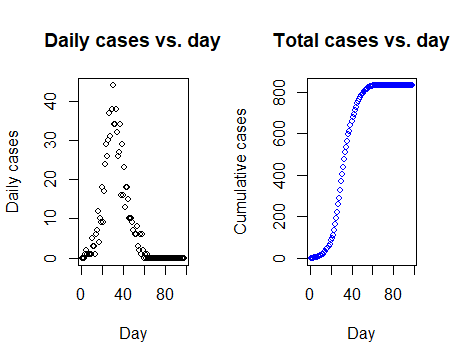 Daily cases vs. day
Daily cases
40
30
20
10
0
0 40 80
Day
Total cases vs. day
Cumulative cases
800
600
400
200
0
0 40 80
Day